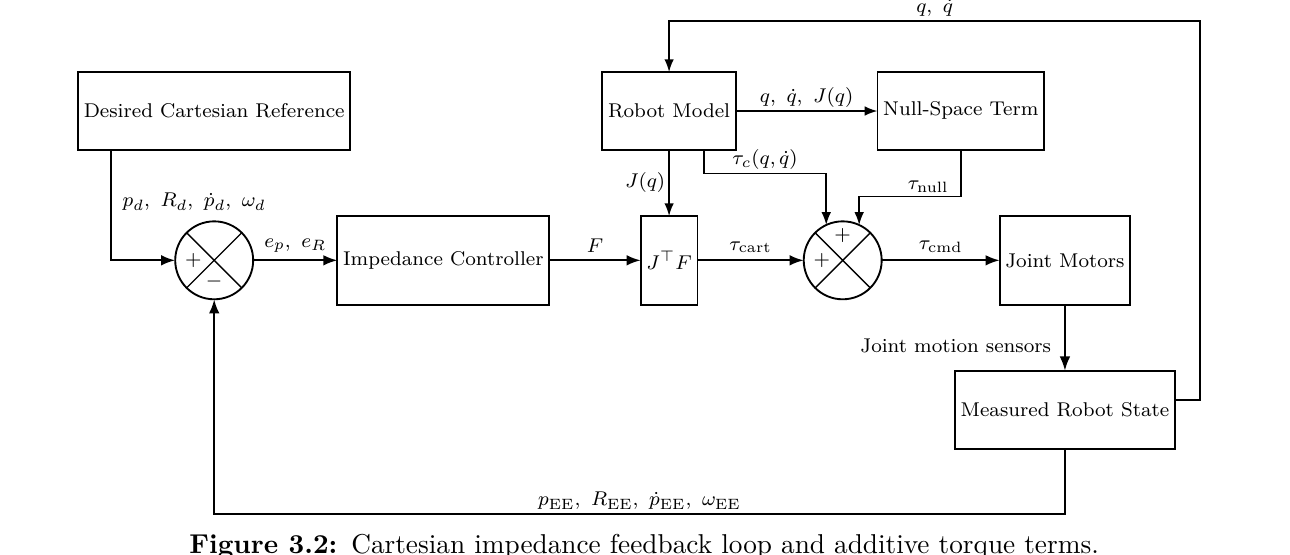 q, q̇
Desired Cartesian Reference
Robot Model
q, q̇, J(q)
Null-Space Term
τ_c(q, q̇)
J(q)
τ_null
p_d, R_d, ṗ_d, ω_d
+
−
e_p, e_R
Impedance Controller
F
J^⊤F
τ_cart
+
+
τ_cmd
Joint Motors
Joint motion sensors
Measured Robot State
p_EE, R_EE, ṗ_EE, ω_EE
Figure 3.2: Cartesian impedance feedback loop and additive torque terms.